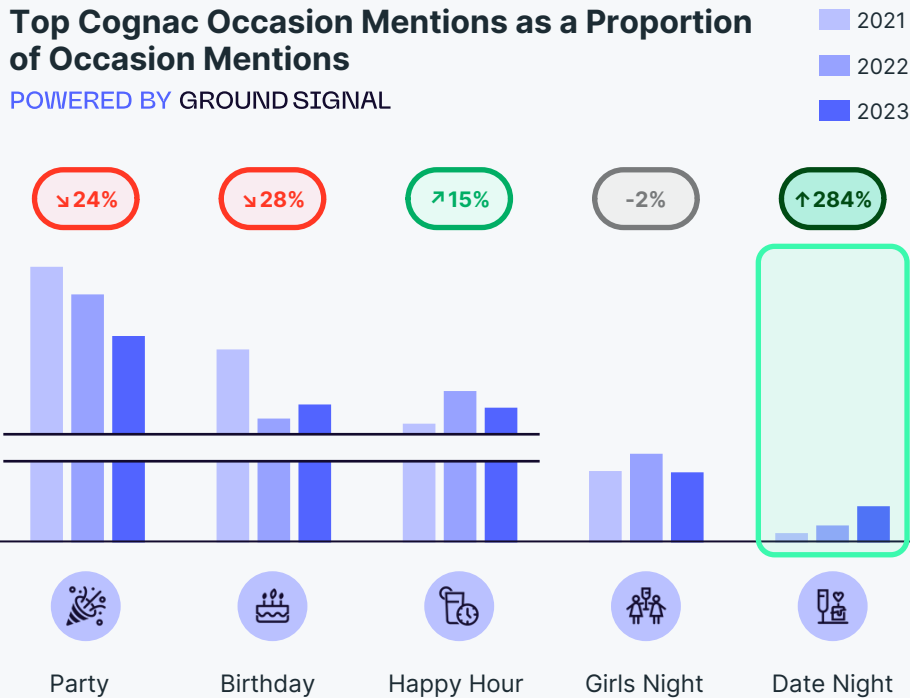 Top Cognac Occasion Mentions as a Proportion
of Occasion Mentions
POWERED BY GROUND SIGNAL
2021
2022
2023
↘24%
↘28%
↗15%
-2%
↑284%
Party
Birthday
Happy Hour
Girls Night
Date Night